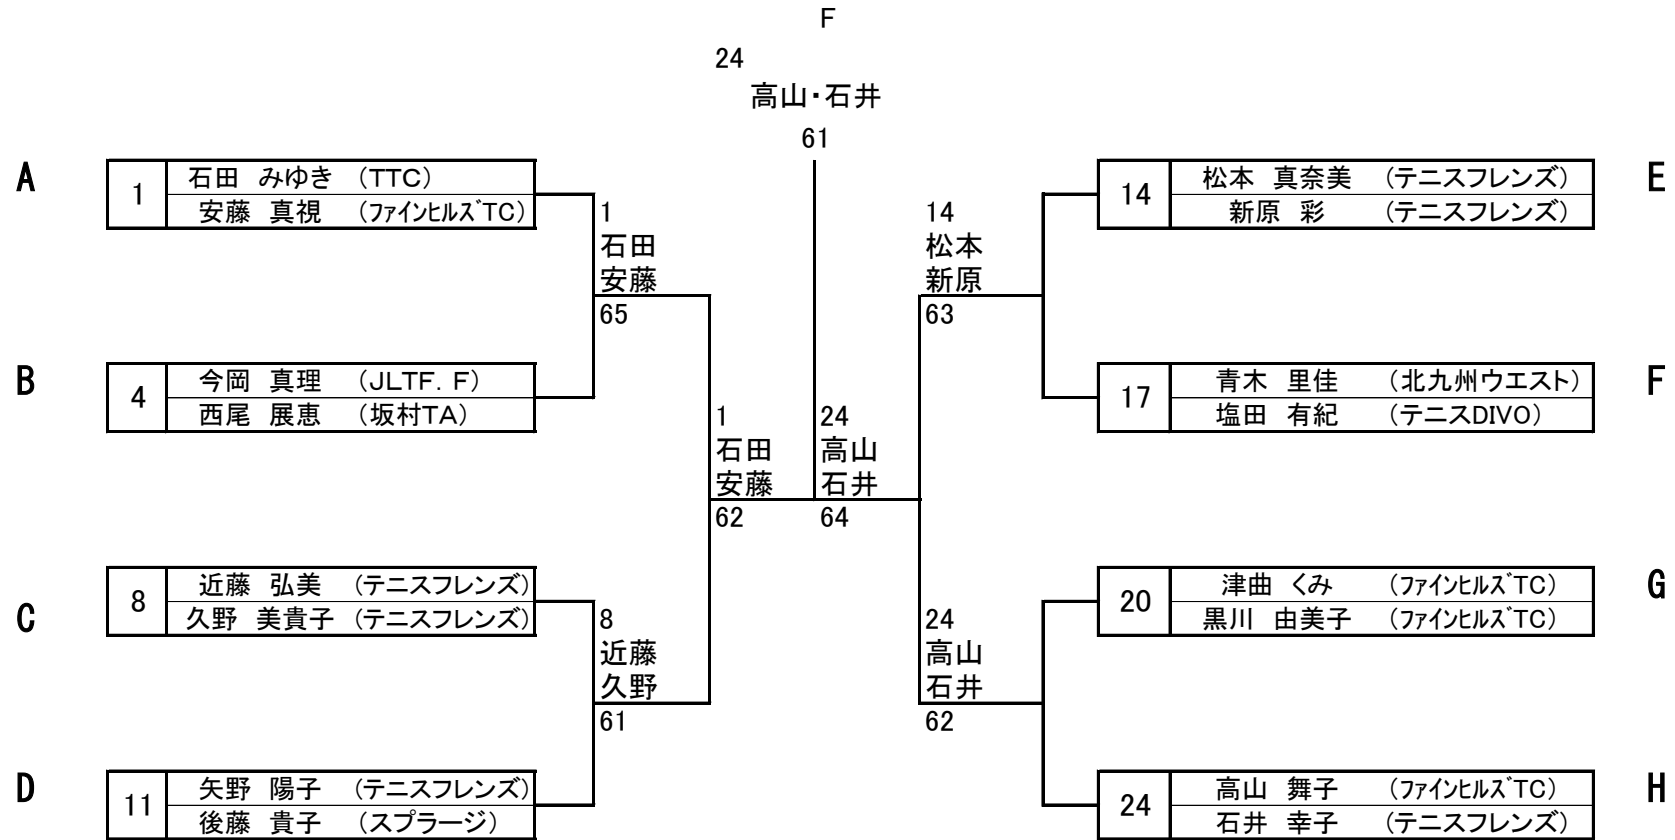 F
24
高山・石井
61
A
1
石田 みゆき (TTC)
安藤 真視 (ファインヒルズTC)
1
石田
安藤
65
B
4
今岡 真理 (JLTF.F)
西尾 展恵 (坂村TA)
1
石田
安藤
62
C
8
近藤 弘美 (テニスフレンズ)
久野 美貴子 (テニスフレンズ)
8
近藤
久野
61
D
11
矢野 陽子 (テニスフレンズ)
後藤 貴子 (スプラージ)
14
松本 真奈美 (テニスフレンズ)
新原 彩 (テニスフレンズ)
E
14
松本
新原
63
17
青木 里佳 (北九州ウエスト)
塩田 有紀 (テニスDIVO)
F
24
高山
石井
64
20
津曲 くみ (ファインヒルズTC)
黒川 由美子 (ファインヒルズTC)
G
24
高山
石井
62
24
高山 舞子 (ファインヒルズTC)
石井 幸子 (テニスフレンズ)
H